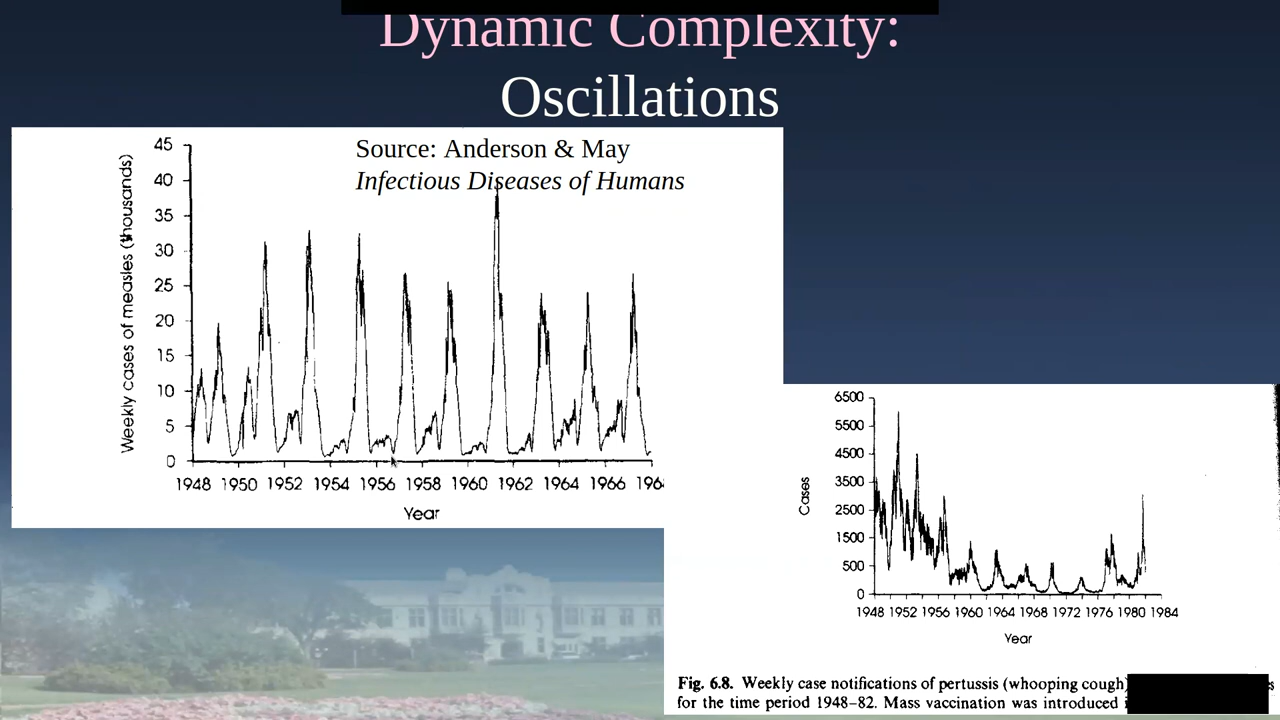 Dynamic Complexity:
Oscillations
Source: Anderson & May
Infectious Diseases of Humans
Weekly cases of measles (thousands)
45
40
35
30
25
20
15
10
5
0
1948 1950 1952 1954 1956 1958 1960 1962 1964 1966
Year
Cases
6500
5500
4500
3500
2500
1500
500
0
1948 1952 1956 1960 1964 1968 1972 1976 1980 1984
Year
Fig. 6.8. Weekly case notifications of pertussis (whooping cough)
for the time period 1948–82. Mass vaccination was introduced